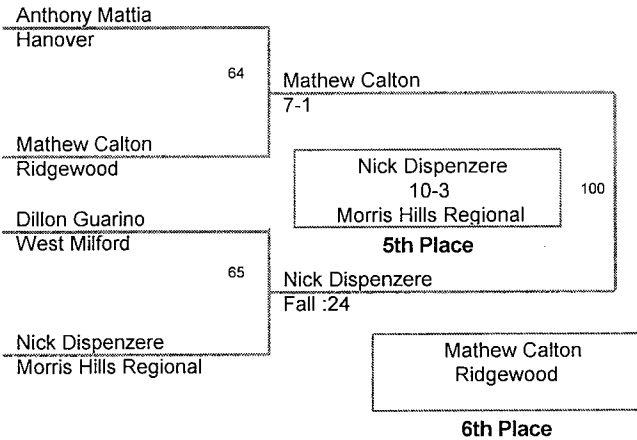 Anthony Mattia
Hanover
64
Mathew Calton
7-1
Mathew Calton
Ridgewood
Nick Dispenzere
10-3
Morris Hills Regional
5th Place
100
Dillon Guarino
West Milford
65
Nick Dispenzere
Fall :24
Nick Dispenzere
Morris Hills Regional
Mathew Calton
Ridgewood
6th Place